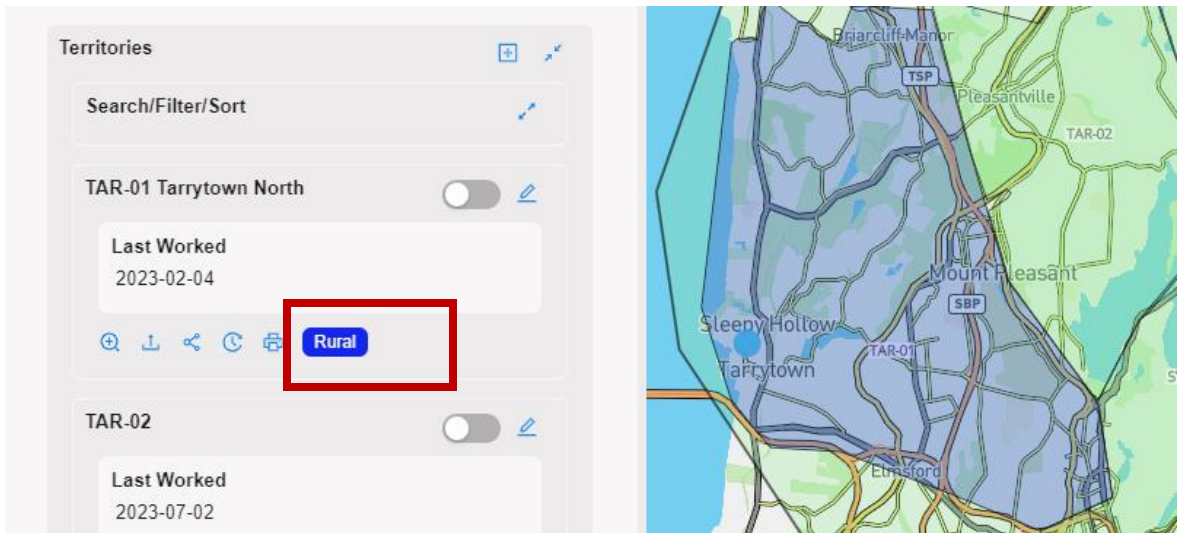 Territories
Search/Filter/Sort
TAR-01 Tarrytown North
Last Worked
2023-02-04
Rural
TAR-02
Last Worked
2023-07-02
Briarcliff Manor
TSP
Pleasantville
TAR-02
Mount Pleasant
SBP
Sleepy Hollow
TAR-01
Tarrytown
Elmsford